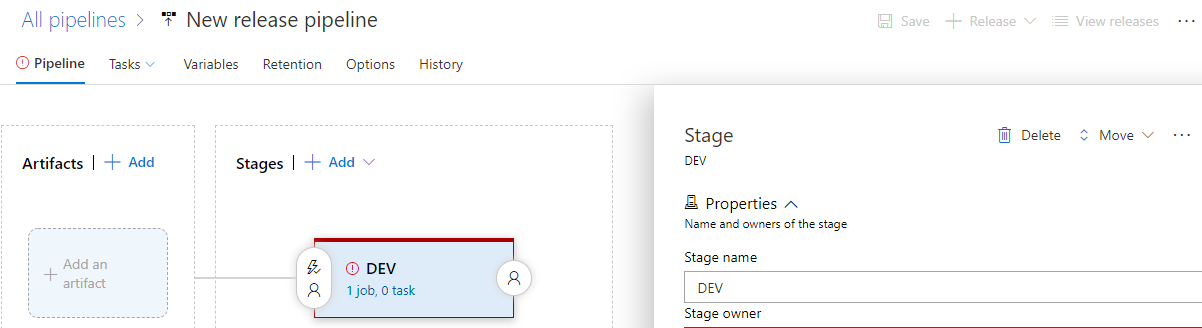 All pipelines > New release pipeline
Save Release View releases ...
Pipeline Tasks Variables Retention Options History
Artifacts | + Add
Stages | + Add
Add an
artifact
DEV
1 job, 0 task
Stage
Delete Move ...
DEV
Properties
Name and owners of the stage
Stage name
DEV
Stage owner